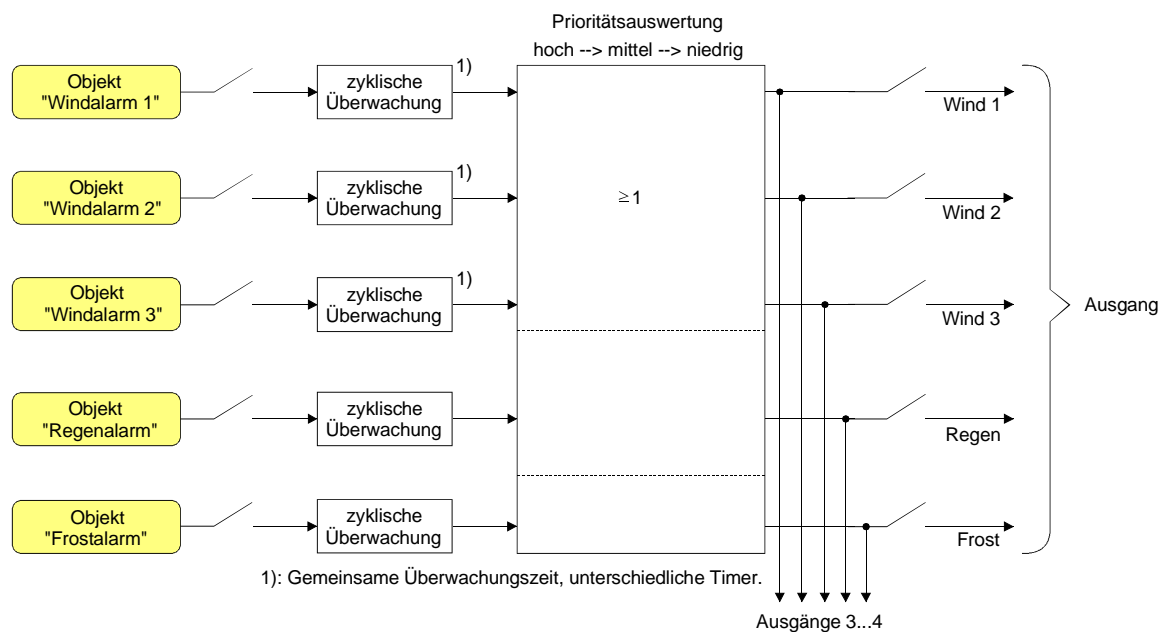 Prioritätsauswertung
hoch --> mittel --> niedrig
Objekt
"Windalarm 1"
zyklische
Überwachung
1)
Wind 1
Objekt
"Windalarm 2"
zyklische
Überwachung
1)
≥1
Wind 2
Objekt
"Windalarm 3"
zyklische
Überwachung
1)
Wind 3
Ausgang
Objekt
"Regenalarm"
zyklische
Überwachung
Regen
Objekt
"Frostalarm"
zyklische
Überwachung
Frost
1): Gemeinsame Überwachungszeit, unterschiedliche Timer.
Ausgänge 3...4